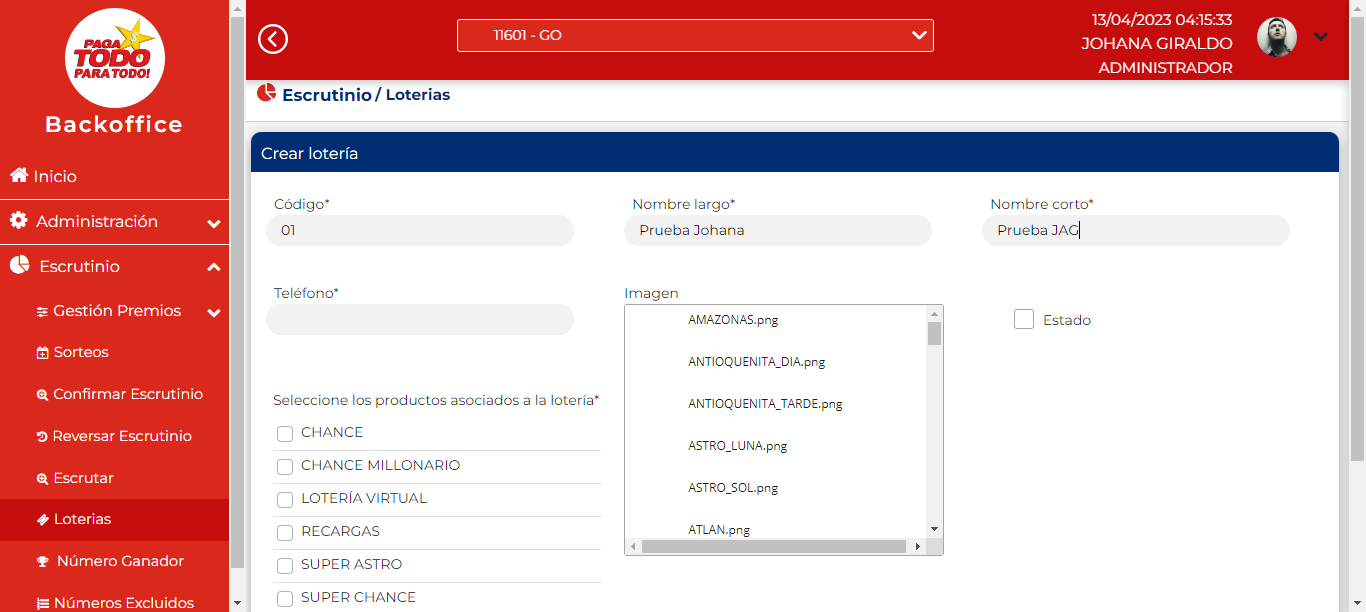 PAGA
TODO
PARA TODO!
Backoffice
Inicio
Administración
Escrutinio
Gestión Premios
Sorteos
Confirmar Escrutinio
Reversar Escrutinio
Escrutar
Loterias
Número Ganador
Números Excluidos
11601 - GO
13/04/2023 04:15:33
JOHANA GIRALDO
ADMINISTRADOR
Escrutinio / Loterias
Crear lotería
Código*
Nombre largo*
Nombre corto*
01
Prueba Johana
Prueba JAG
Teléfono*
Imagen
AMAZONAS.png
ANTIOQUENITA_DIA.png
ANTIOQUENITA_TARDE.png
ASTRO_LUNA.png
ASTRO_SOL.png
ATLAN.png
Estado
Seleccione los productos asociados a la lotería*
CHANCE
CHANCE MILLONARIO
LOTERÍA VIRTUAL
RECARGAS
SUPER ASTRO
SUPER CHANCE